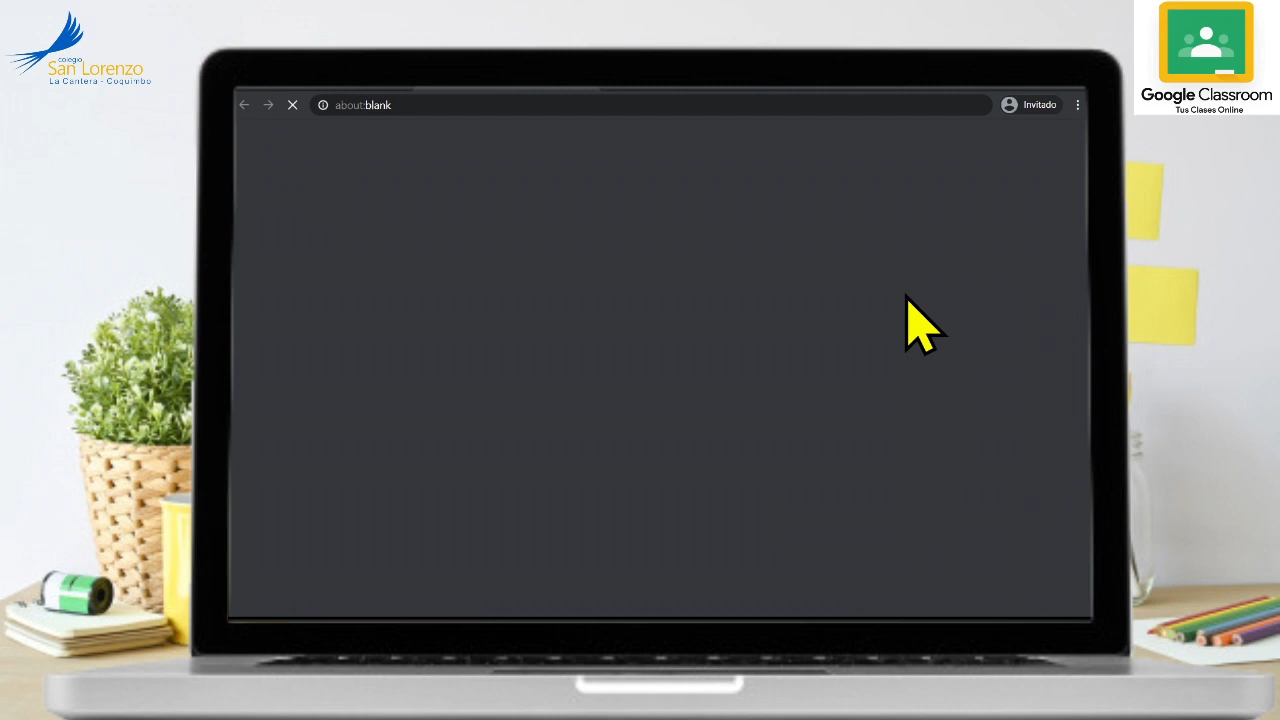 colegio
San Lorenzo
La Cantera - Coquimbo
Google Classroom
Tus Clases Online
about:blank
Invitado